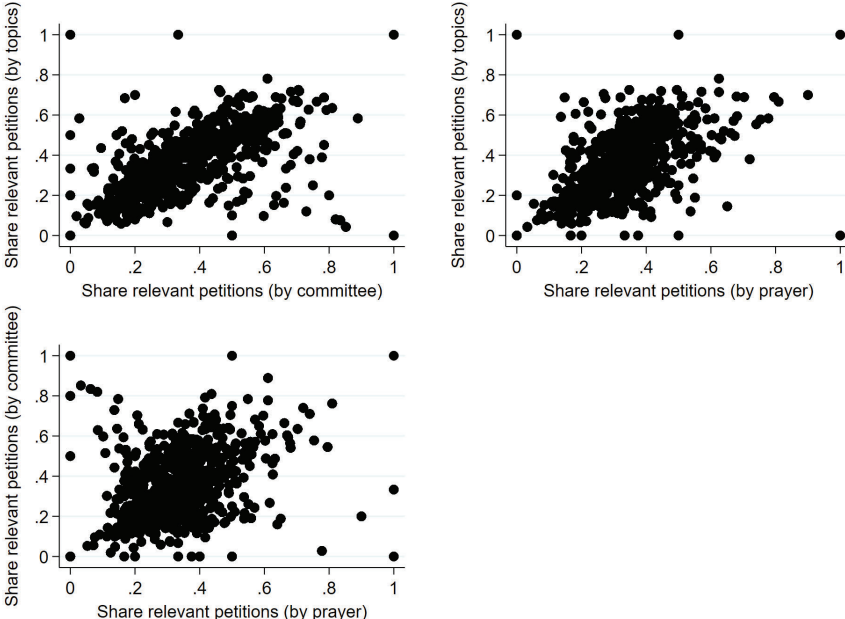 Share relevant petitions (by topics)
1
.8
.6
.4
.2
0
0 .2 .4 .6 .8 1
Share relevant petitions (by committee)
Share relevant petitions (by topics)
1
.8
.6
.4
.2
0
0 .2 .4 .6 .8 1
Share relevant petitions (by prayer)
Share relevant petitions (by committee)
1
.8
.6
.4
.2
0
0 .2 .4 .6 .8 1
Share relevant petitions (by prayer)